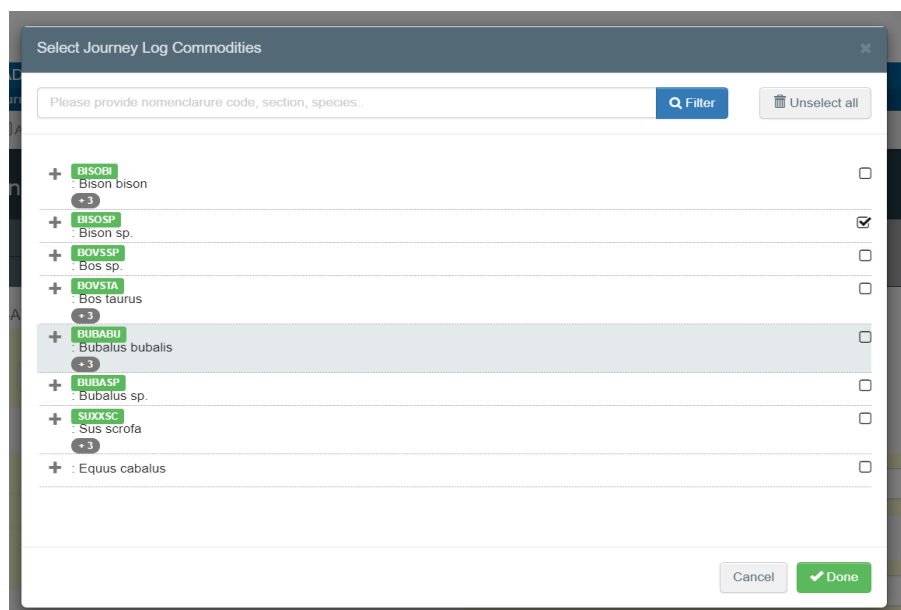 Select Journey Log Commodities
Please provide nomenclarure code, section, species..
Filter
Unselect all
BISOBI
: Bison bison
+ 3
BISOSP
: Bison sp.
BOVSSP
: Bos sp.
BOVSTA
: Bos taurus
+ 3
BUBABU
: Bubalus bubalis
+ 3
BUBASP
: Bubalus sp.
SUXXSC
: Sus scrofa
+ 3
: Equus cabalus
Cancel
Done